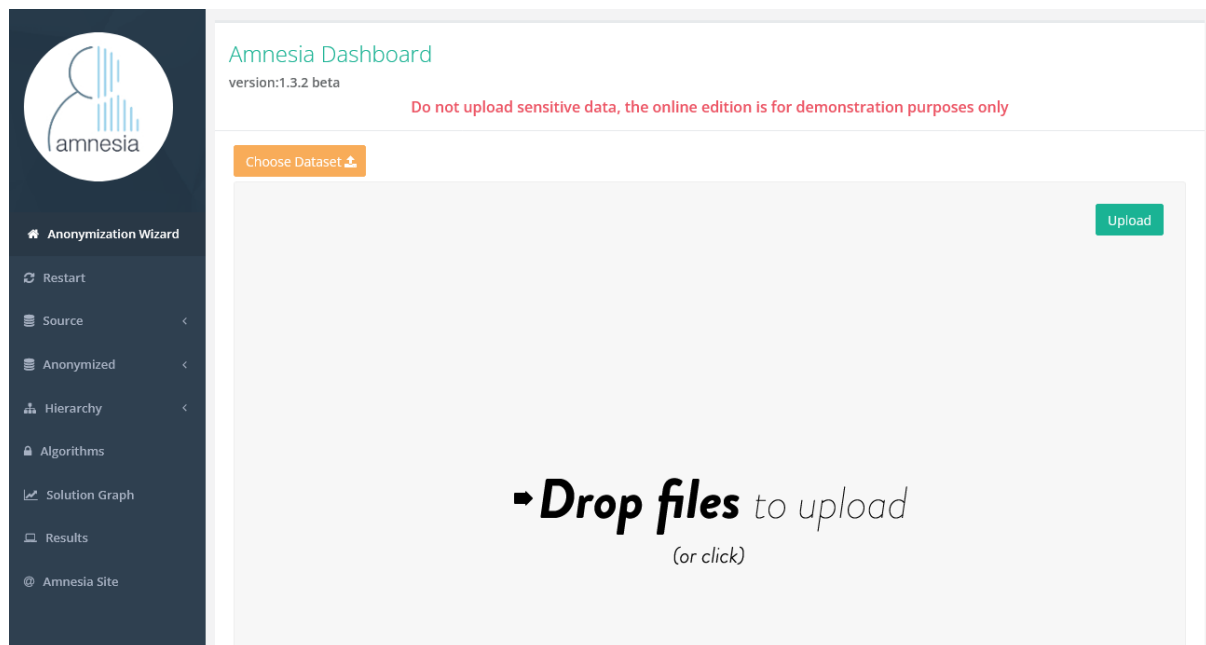 amnesia
Anonymization Wizard
Restart
Source
Anonymized
Hierarchy
Algorithms
Solution Graph
Results
@ Amnesia Site
Amnesia Dashboard
version:1.3.2 beta
Do not upload sensitive data, the online edition is for demonstration purposes only
Choose Dataset
Upload
Drop files to upload
(or click)